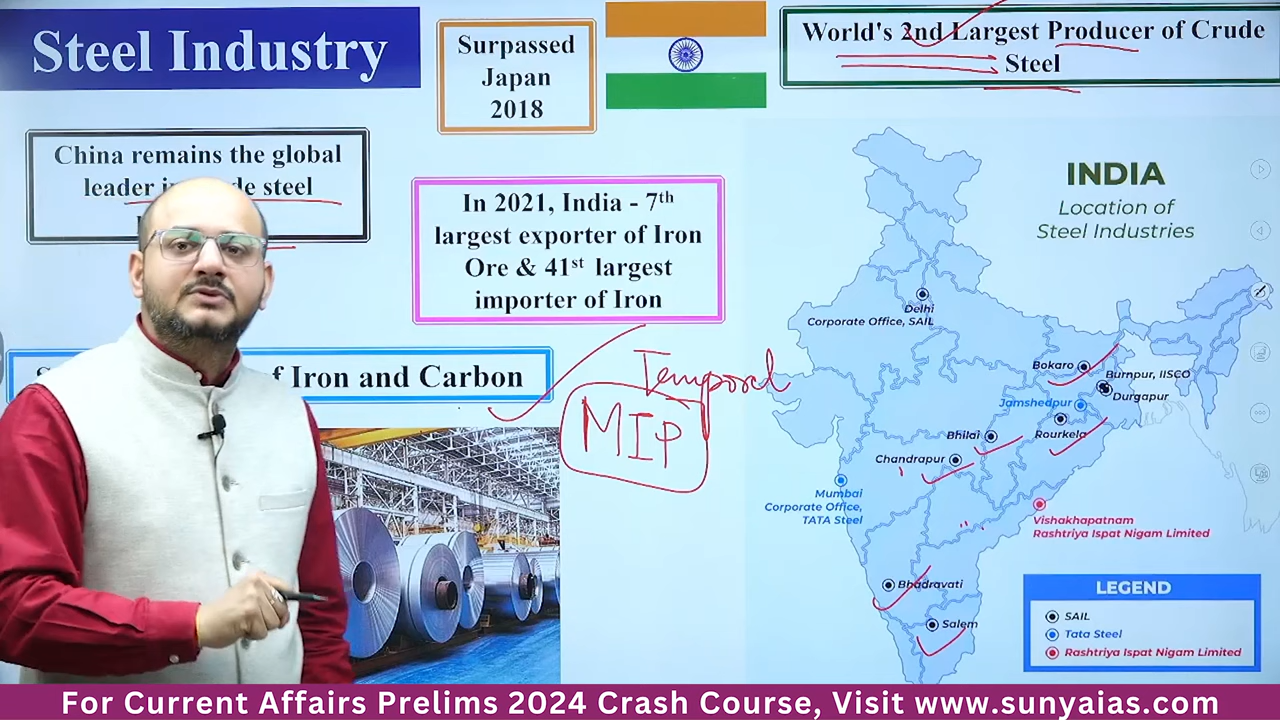 Steel Industry
Surpassed
Japan
2018
World's 2nd Largest Producer of Crude
Steel
China remains the global
leader in crude steel
In 2021, India - 7th
largest exporter of Iron
Ore & 41st largest
importer of Iron
of Iron and Carbon
Temporal
MIP
INDIA
Location of
Steel Industries
Delhi
Corporate Office, SAIL
Bokaro
Burnpur, IISCO
Durgapur
Jamshedpur
Rourkela
Bhilai
Chandrapur
Mumbai
Corporate Office,
TATA Steel
Vishakhapatnam
Rashtriya Ispat Nigam Limited
Bhadravati
Salem
LEGEND
SAIL
Tata Steel
Rashtriya Ispat Nigam Limited
For Current Affairs Prelims 2024 Crash Course, Visit www.sunyaias.com